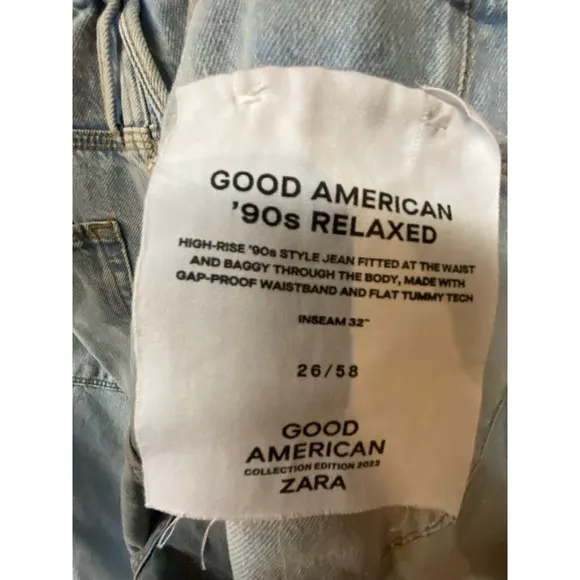 GOOD AMERICAN
'90s RELAXED
HIGH-RISE '90s STYLE JEAN FITTED AT THE WAIST
AND BAGGY THROUGH THE BODY, MADE WITH
GAP-PROOF WAISTBAND AND FLAT TUMMY TECH
INSEAM 32"
26/58
GOOD
AMERICAN
COLLECTION EDITION 2022
ZARA